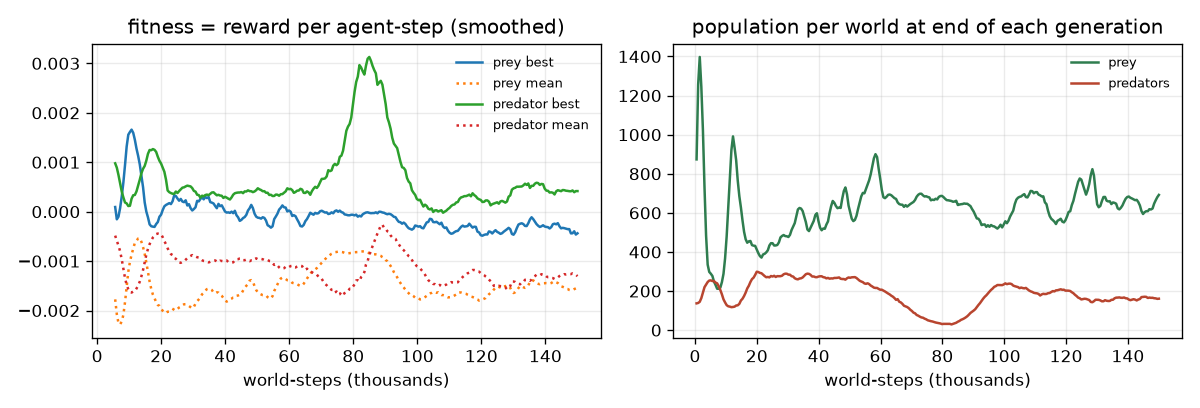 fitness = reward per agent-step (smoothed)
prey best
prey mean
predator best
predator mean
0.003
0.002
0.001
0.000
−0.001
−0.002
0 20 40 60 80 100 120 140
world-steps (thousands)
population per world at end of each generation
prey
predators
1400
1200
1000
800
600
400
200
0
0 20 40 60 80 100 120 140
world-steps (thousands)